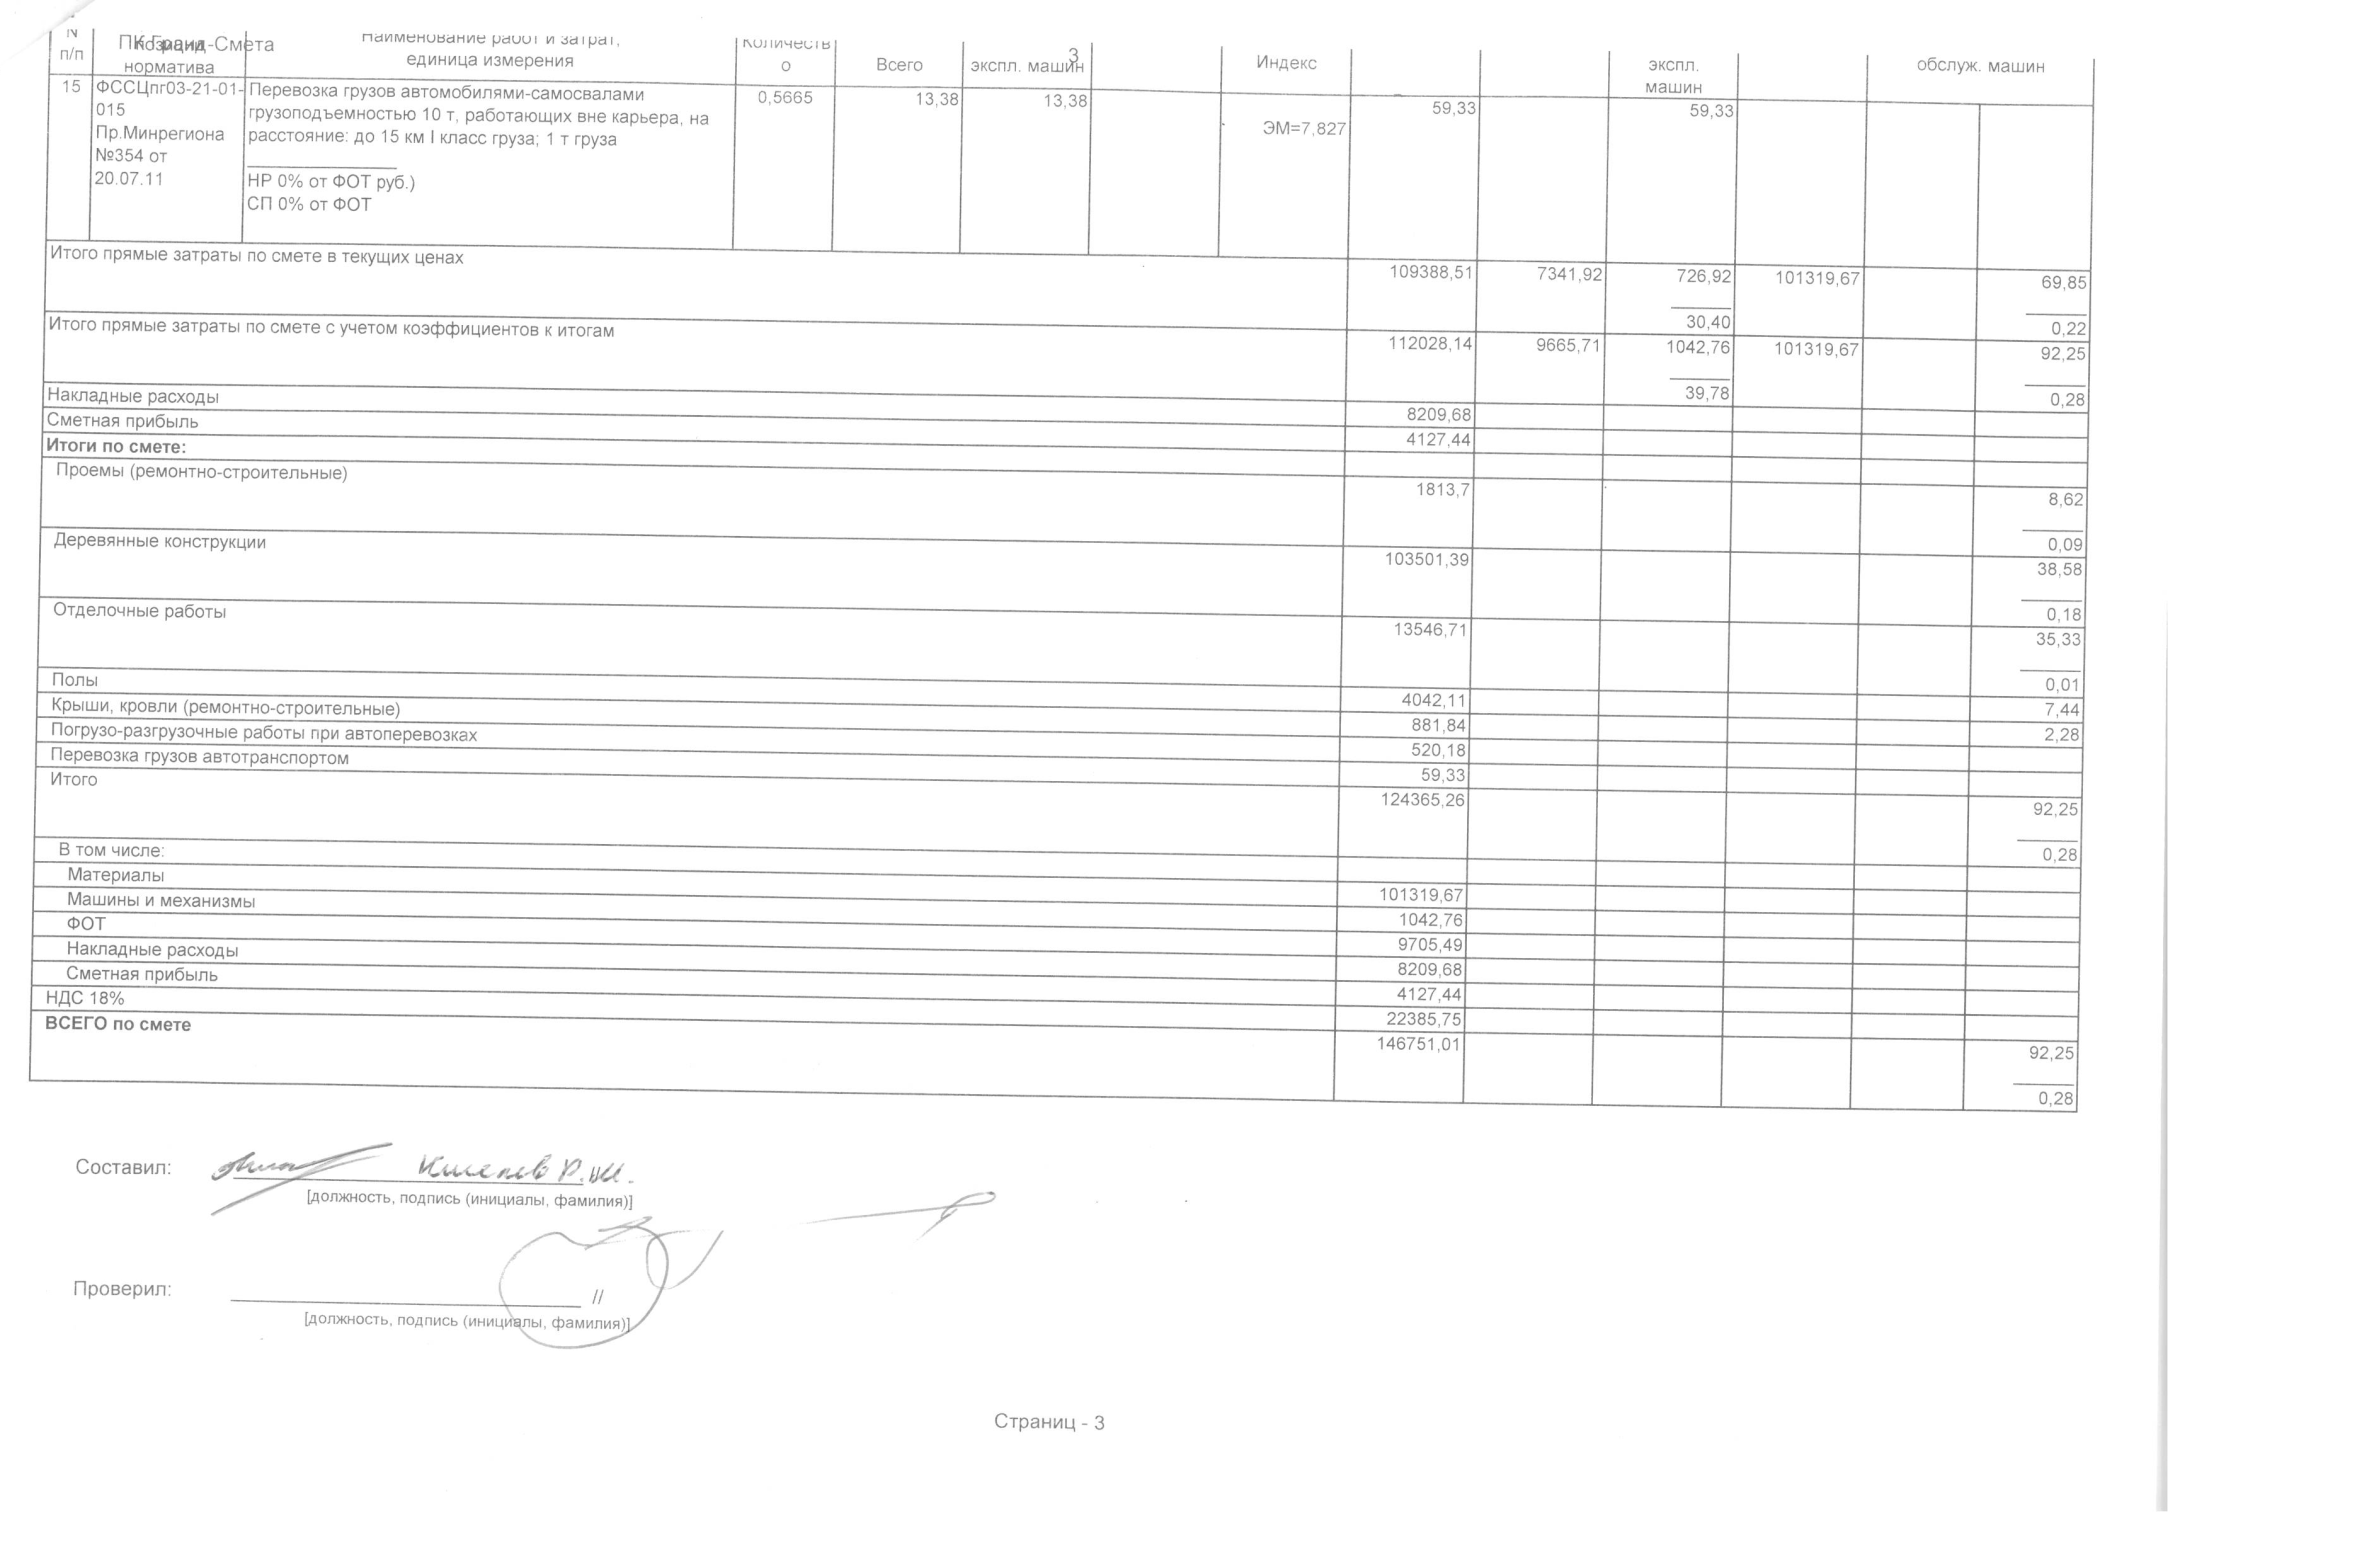 N
п/п
ПК Гранд-Смета
позиции
норматива
Наименование работ и затрат,
единица измерения
Количеств
о
Всего
экспл. машин
3
Индекс
экспл.
машин
обслуж. машин
15
ФССЦпг03-21-01-
015
Пр.Минрегиона
№354 от
20.07.11
Перевозка грузов автомобилями-самосвалами
грузоподъемностью 10 т, работающих вне карьера, на
расстояние: до 15 км I класс груза; 1 т груза
НР 0% от ФОТ руб.)
СП 0% от ФОТ
0,5665
13,38
13,38
ЭМ=7,827
59,33
59,33
Итого прямые затраты по смете в текущих ценах
109388,51 7341,92 726,92 101319,67 69,85
30,40 0,22
Итого прямые затраты по смете с учетом коэффициентов к итогам
112028,14 9665,71 1042,76 101319,67 92,25
39,78 0,28
Накладные расходы 8209,68
Сметная прибыль 4127,44
Итоги по смете:
Проемы (ремонтно-строительные) 1813,7 8,62
0,09
Деревянные конструкции 103501,39 38,58
0,18
Отделочные работы 13546,71 35,33
0,01
Полы 4042,11 7,44
Крыши, кровли (ремонтно-строительные) 881,84 2,28
Погрузо-разгрузочные работы при автоперевозках 520,18
Перевозка грузов автотранспортом 59,33
Итого 124365,26 92,25
0,28
В том числе:
Материалы 101319,67
Машины и механизмы 1042,76
ФОТ 9705,49
Накладные расходы 8209,68
Сметная прибыль 4127,44
НДС 18% 22385,75
ВСЕГО по смете 146751,01 92,25
0,28
Составил:
[должность, подпись (инициалы, фамилия)]
Проверил: //
[должность, подпись (инициалы, фамилия)]
Страниц - 3